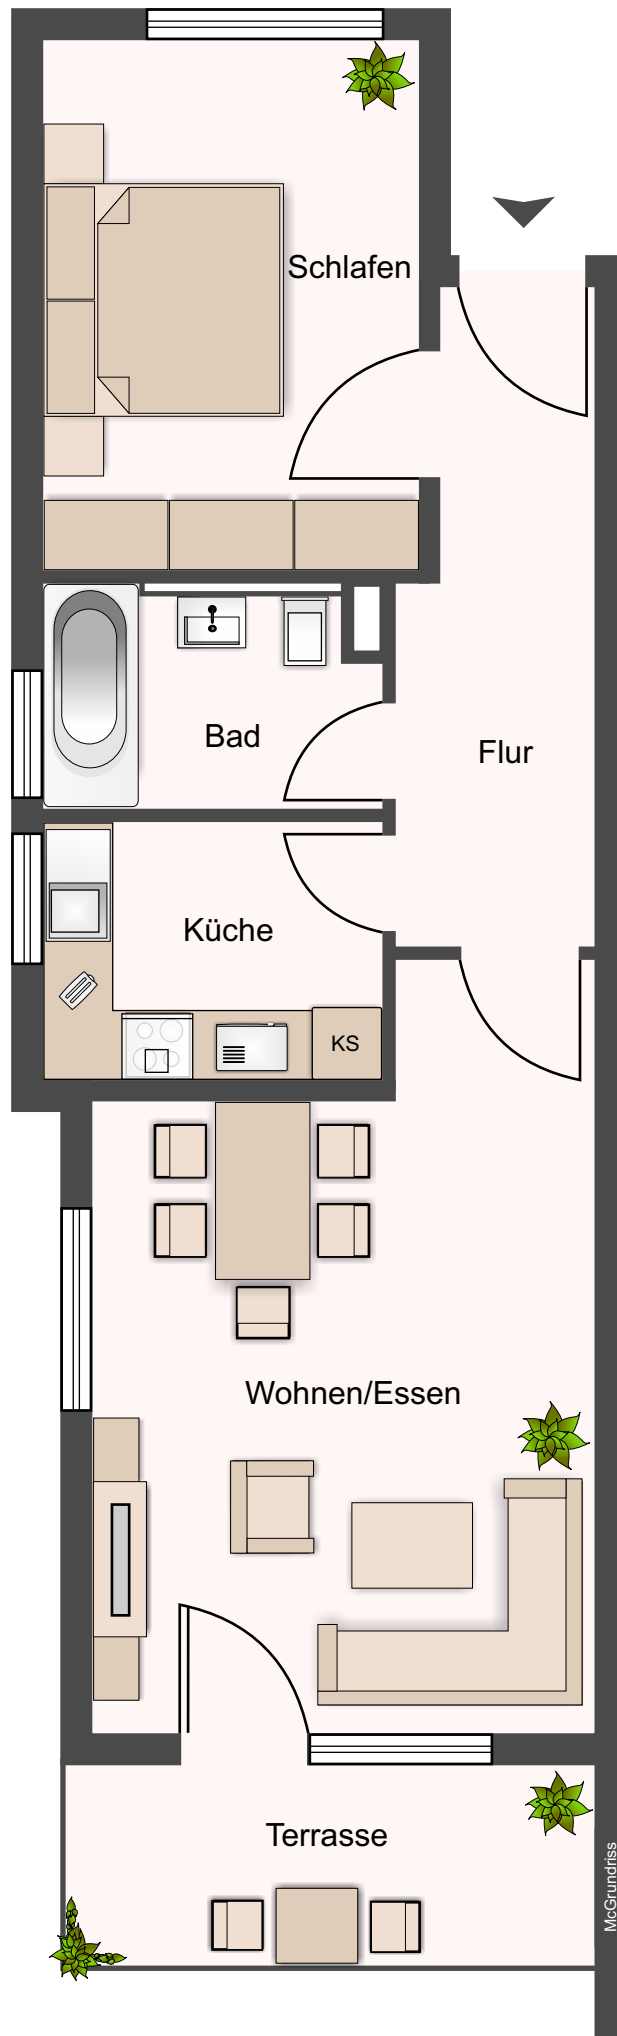 Schlafen
Bad
Flur
Küche
KS
Wohnen/Essen
Terrasse
McGrundriss